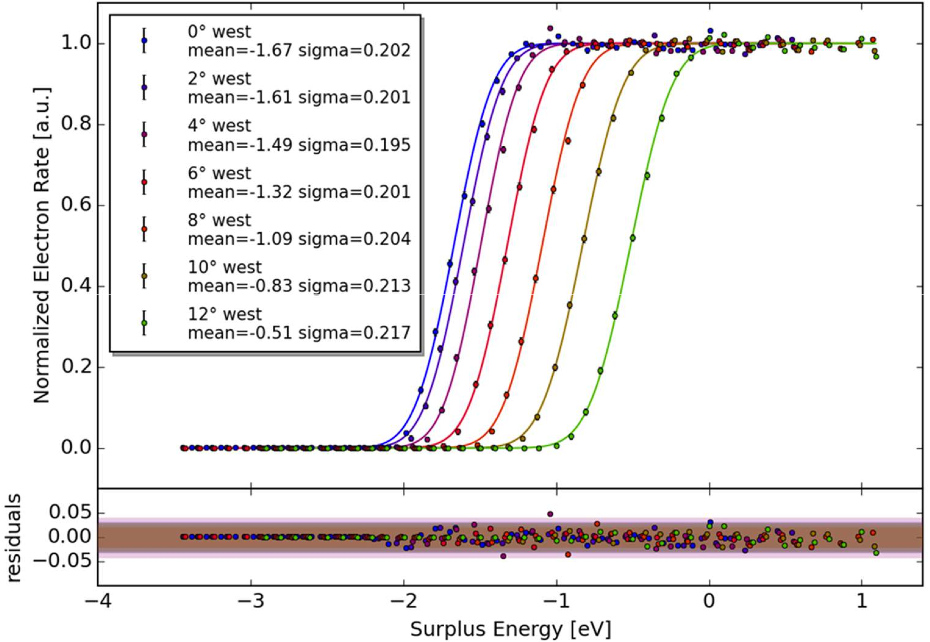 0° west
mean=-1.67 sigma=0.202
2° west
mean=-1.61 sigma=0.201
4° west
mean=-1.49 sigma=0.195
6° west
mean=-1.32 sigma=0.201
8° west
mean=-1.09 sigma=0.204
10° west
mean=-0.83 sigma=0.213
12° west
mean=-0.51 sigma=0.217
Normalized Electron Rate [a.u.]
1.0
0.8
0.6
0.4
0.2
0.0
residuals
0.05
0.00
−0.05
−4 −3 −2 −1 0 1
Surplus Energy [eV]